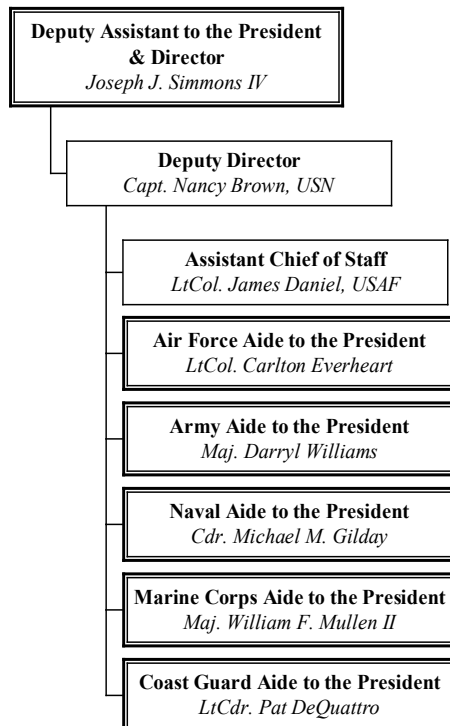 Deputy Assistant to the President
& Director
Joseph J. Simmons IV
Deputy Director
Capt. Nancy Brown, USN
Assistant Chief of Staff
LtCol. James Daniel, USAF
Air Force Aide to the President
LtCol. Carlton Everheart
Army Aide to the President
Maj. Darryl Williams
Naval Aide to the President
Cdr. Michael M. Gilday
Marine Corps Aide to the President
Maj. William F. Mullen II
Coast Guard Aide to the President
LtCdr. Pat DeQuattro